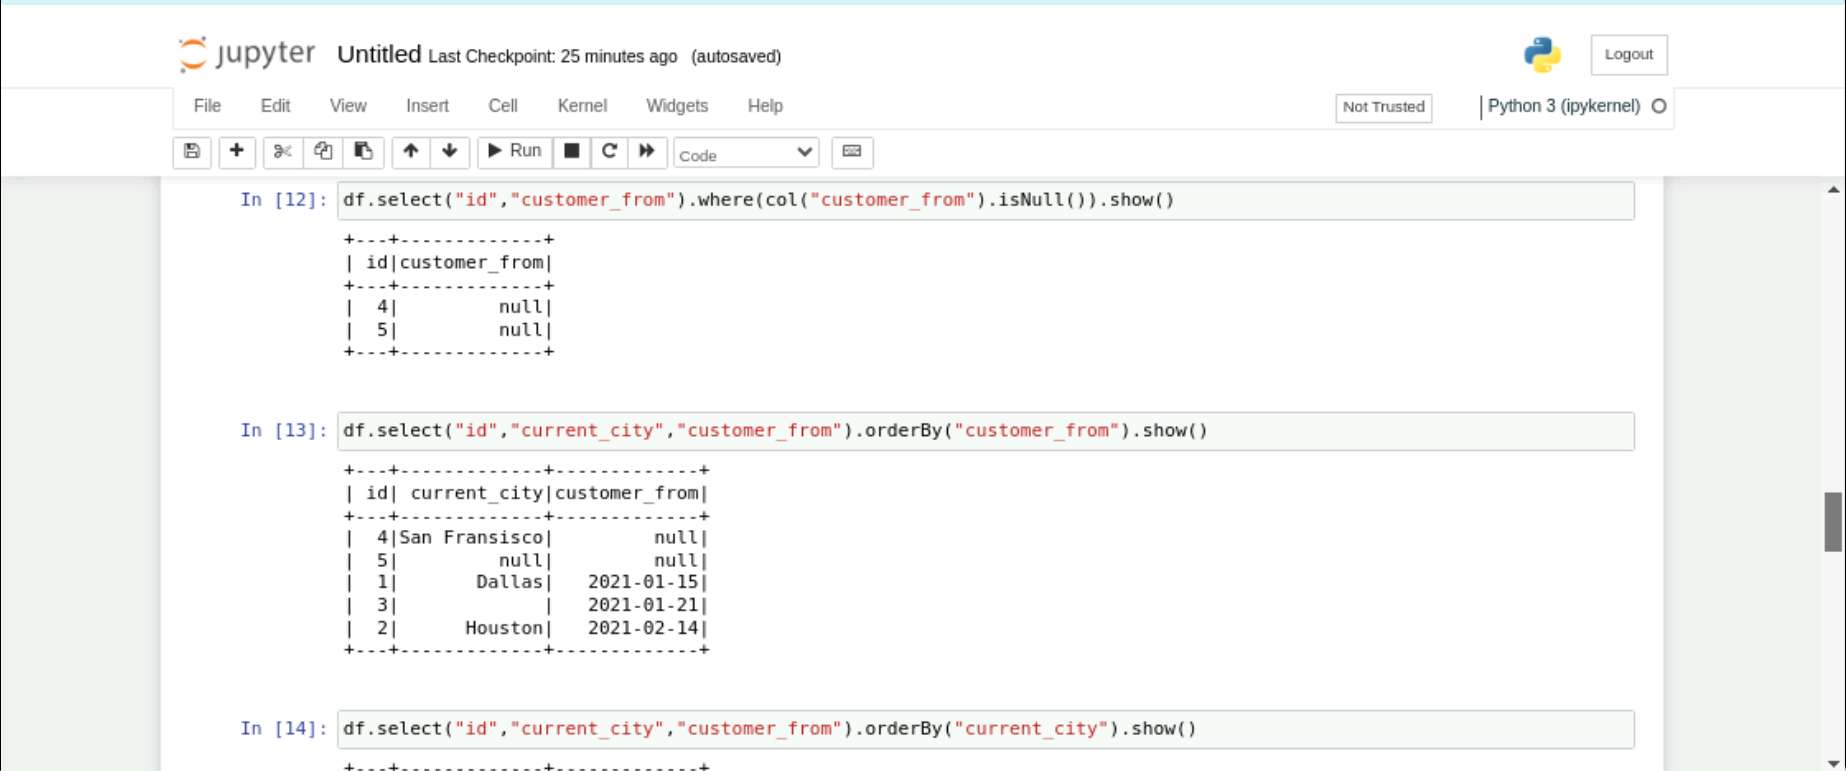 jupyter Untitled Last Checkpoint: 25 minutes ago (autosaved) Logout
File Edit View Insert Cell Kernel Widgets Help Not Trusted Python 3 (ipykernel)
Run Code
In [12]: df.select("id","customer_from").where(col("customer_from").isNull()).show()
+---+-------------+
| id|customer_from|
+---+-------------+
|  4|         null|
|  5|         null|
+---+-------------+
In [13]: df.select("id","current_city","customer_from").orderBy("customer_from").show()
+---+-------------+-------------+
| id| current_city|customer_from|
+---+-------------+-------------+
|  4|San Fransisco|         null|
|  5|         null|         null|
|  1|       Dallas|   2021-01-15|
|  3|             |   2021-01-21|
|  2|      Houston|   2021-02-14|
+---+-------------+-------------+
In [14]: df.select("id","current_city","customer_from").orderBy("current_city").show()
+---+-------------+-------------+